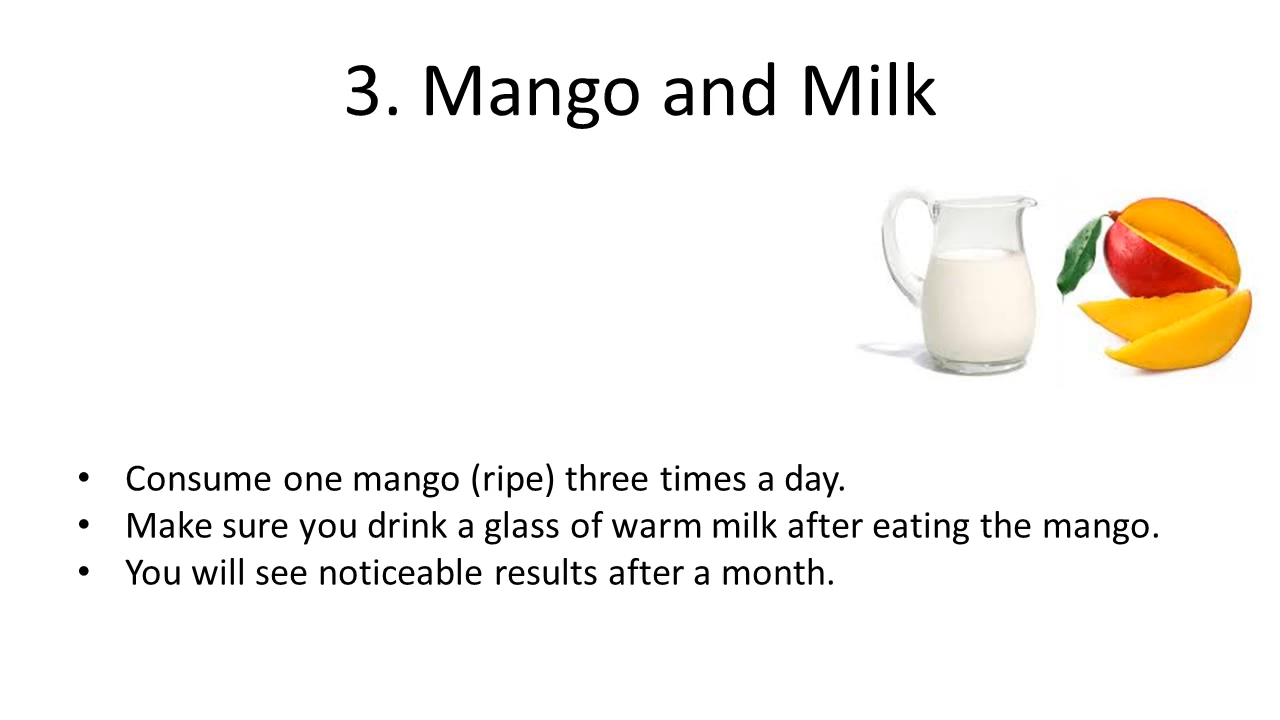 3. Mango and Milk
• Consume one mango (ripe) three times a day.
• Make sure you drink a glass of warm milk after eating the mango.
• You will see noticeable results after a month.